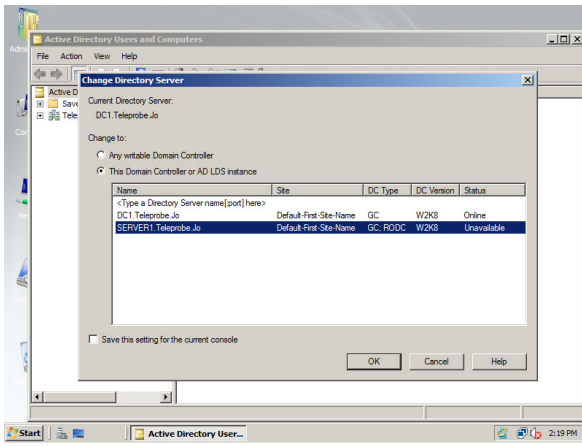 Active Directory Users and Computers
File Action View Help
Change Directory Server
Active D
Save
Tele
Current Directory Server:
DC1.Teleprobe.Jo
Change to:
Any writable Domain Controller
This Domain Controller or AD LDS instance
Name Site DC Type DC Version Status
<Type a Directory Server name[:port] here>
DC1.Teleprobe.Jo Default-First-Site-Name GC W2K8 Online
SERVER1.Teleprobe.Jo Default-First-Site-Name GC; RODC W2K8 Unavailable
Save this setting for the current console
OK Cancel Help
Start Active Directory User... 2:19 PM